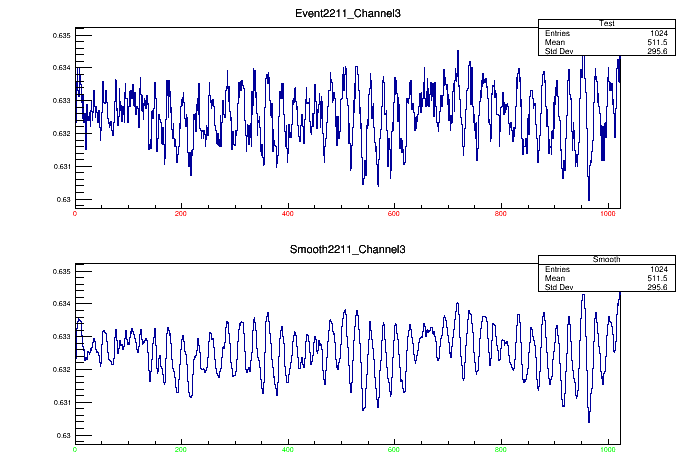 Event2211_Channel3
Test
Entries 1024
Mean 511.5
Std Dev 295.6
0.635
0.634
0.633
0.632
0.631
0.63
0 200 400 600 800 1000
Smooth2211_Channel3
Smooth
Entries 1024
Mean 511.5
Std Dev 295.6
0.635
0.634
0.633
0.632
0.631
0.63
0 200 400 600 800 1000